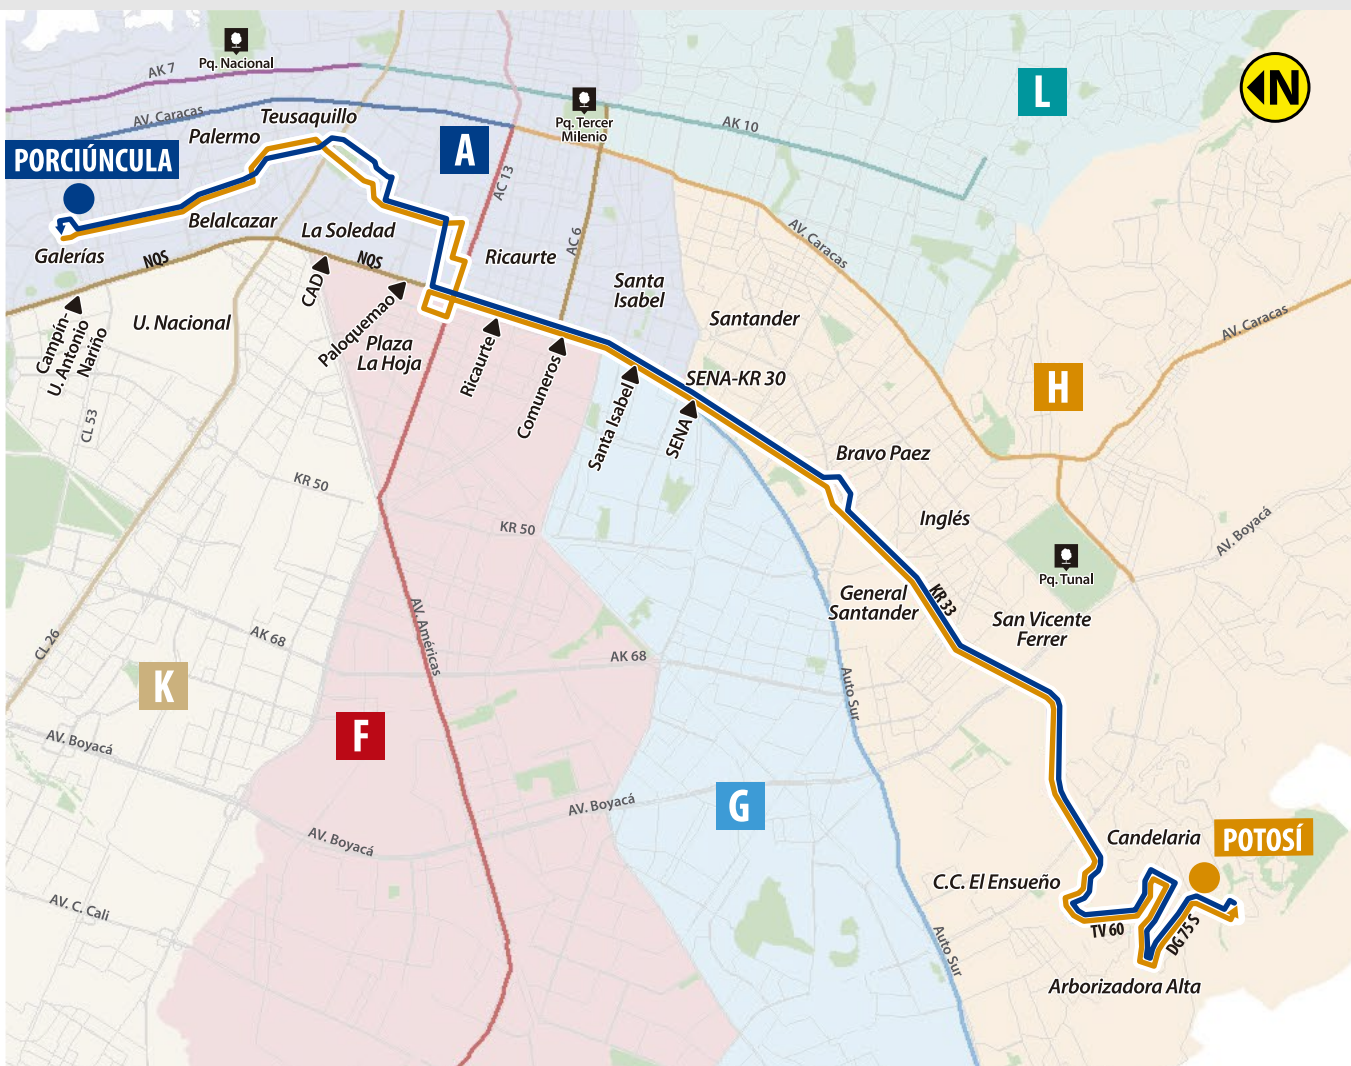 Pq. Nacional
AK 7
N
L
Pq. Tercer
Milenio
AV. Caracas
Teusaquillo
Palermo
AK 10
PORCIÚNCULA
A
AC 13
Belalcazar
La Soledad
AC 6
AV. Caracas
Galerías
NQS
NQS
Ricaurte
CAD
Santa
Isabel
Campín-
U. Antonio
Nariño
U. Nacional
Paloquemao
Plaza
La Hoja
Santander
AV. Caracas
Ricaurte
Comuneros
Santa Isabel
SENA-KR 30
SENA
H
CL 53
Bravo Paez
KR 50
KR 50
Inglés
AV. Boyacá
Pq. Tunal
General
Santander
KR 33
San Vicente
Ferrer
CL 26
AK 68
AV. Américas
AK 68
K
Auto Sur
F
AV. Boyacá
G
AV. Boyacá
AV. Boyacá
Candelaria
POTOSÍ
C.C. El Ensueño
AV. C. Cali
TV 60
DG 75 S
Auto Sur
Arborizadora Alta